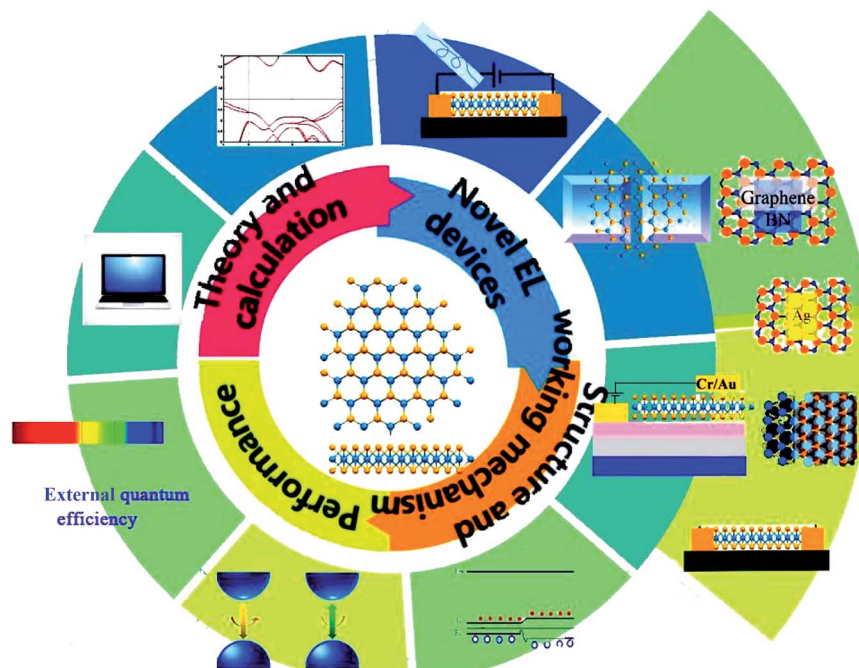 Theory and
calculation
Novel EL
devices
Structure and
working mechanism
Performance
Graphene
BN
Ag
Cr/Au
External quantum
efficiency